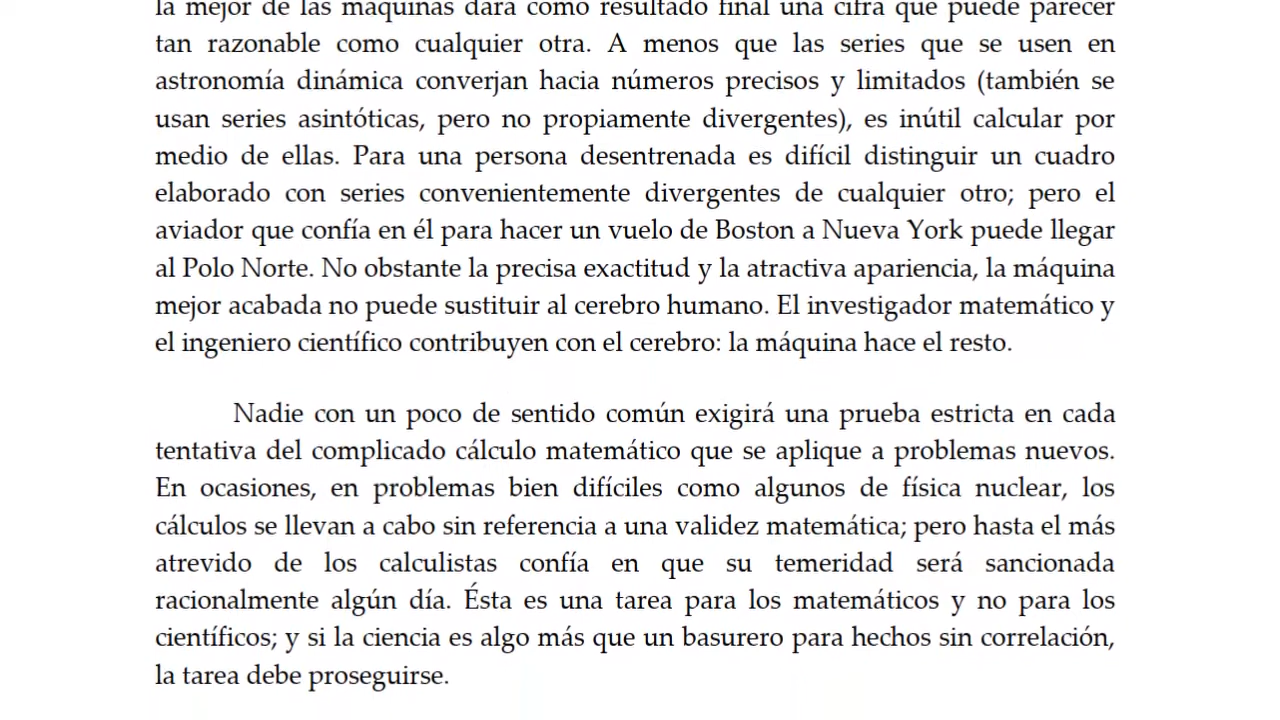 la mejor de las máquinas dará como resultado final una cifra que puede parecer
tan razonable como cualquier otra. A menos que las series que se usen en
astronomía dinámica converjan hacia números precisos y limitados (también se
usan series asintóticas, pero no propiamente divergentes), es inútil calcular por
medio de ellas. Para una persona desentrenada es difícil distinguir un cuadro
elaborado con series convenientemente divergentes de cualquier otro; pero el
aviador que confía en él para hacer un vuelo de Boston a Nueva York puede llegar
al Polo Norte. No obstante la precisa exactitud y la atractiva apariencia, la máquina
mejor acabada no puede sustituir al cerebro humano. El investigador matemático y
el ingeniero científico contribuyen con el cerebro: la máquina hace el resto.
Nadie con un poco de sentido común exigirá una prueba estricta en cada
tentativa del complicado cálculo matemático que se aplique a problemas nuevos.
En ocasiones, en problemas bien difíciles como algunos de física nuclear, los
cálculos se llevan a cabo sin referencia a una validez matemática; pero hasta el más
atrevido de los calculistas confía en que su temeridad será sancionada
racionalmente algún día. Ésta es una tarea para los matemáticos y no para los
científicos; y si la ciencia es algo más que un basurero para hechos sin correlación,
la tarea debe proseguirse.